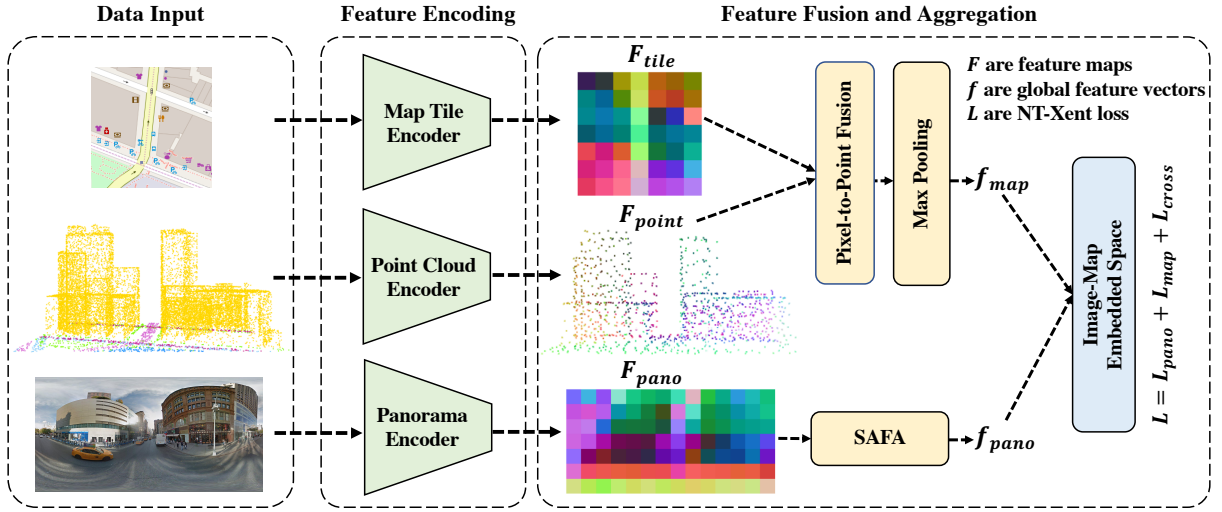 Data Input
Feature Encoding
Feature Fusion and Aggregation
Map Tile
Encoder
Point Cloud
Encoder
Panorama
Encoder
F_tile
F_point
F_pano
Pixel-to-Point Fusion
Max Pooling
SAFA
f_map
f_pano
F are feature maps
f are global feature vectors
L are NT-Xent loss
Image-Map
Embedded Space
L = L_pano + L_map + L_cross